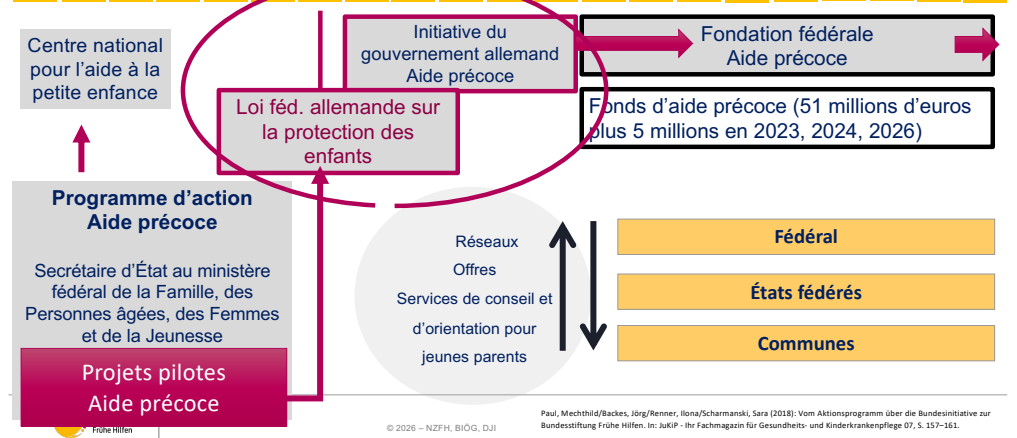 Centre national
pour l'aide à la
petite enfance
Initiative du
gouvernement allemand
Aide précoce
Fondation fédérale
Aide précoce
Loi féd. allemande sur
la protection des
enfants
Fonds d'aide précoce (51 millions d'euros
plus 5 millions en 2023, 2024, 2026)
Programme d'action
Aide précoce
Secrétaire d'État au ministère
fédéral de la Famille, des
Personnes âgées, des Femmes
et de la Jeunesse
Projets pilotes
Aide précoce
Réseaux
Offres
Services de conseil et
d'orientation pour
jeunes parents
Fédéral
États fédérés
Communes
Frühe Hilfen
© 2026 – NZFH, BIÖG, DJI
Paul, Mechthild/Backes, Jörg/Renner, Ilona/Scharmanski, Sara (2018): Vom Aktionsprogramm über die Bundesinitiative zur
Bundesstiftung Frühe Hilfen. In: JuKiP - Ihr Fachmagazin für Gesundheits- und Kinderkrankenpflege 07, S. 157–161.